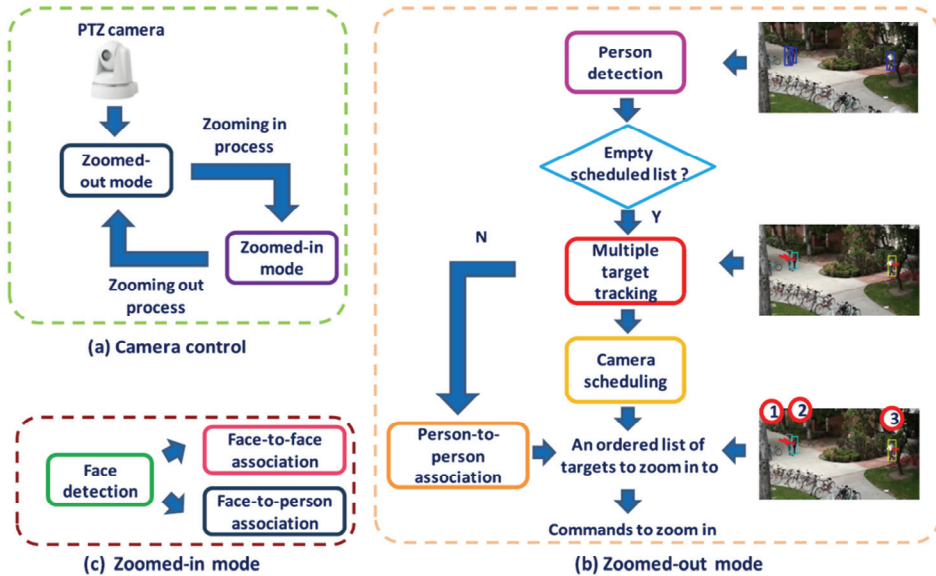 PTZ camera
Zooming in
process
Zoomed-
out mode
Zoomed-in
mode
Zooming out
process
(a) Camera control
Face
detection
Face-to-face
association
Face-to-person
association
(c) Zoomed-in mode
Person
detection
Empty
scheduled list ?
Y
N
Multiple
target
tracking
Camera
scheduling
1 2 3
Person-to-
person
association
An ordered list of
targets to zoom in to
Commands to zoom in
(b) Zoomed-out mode